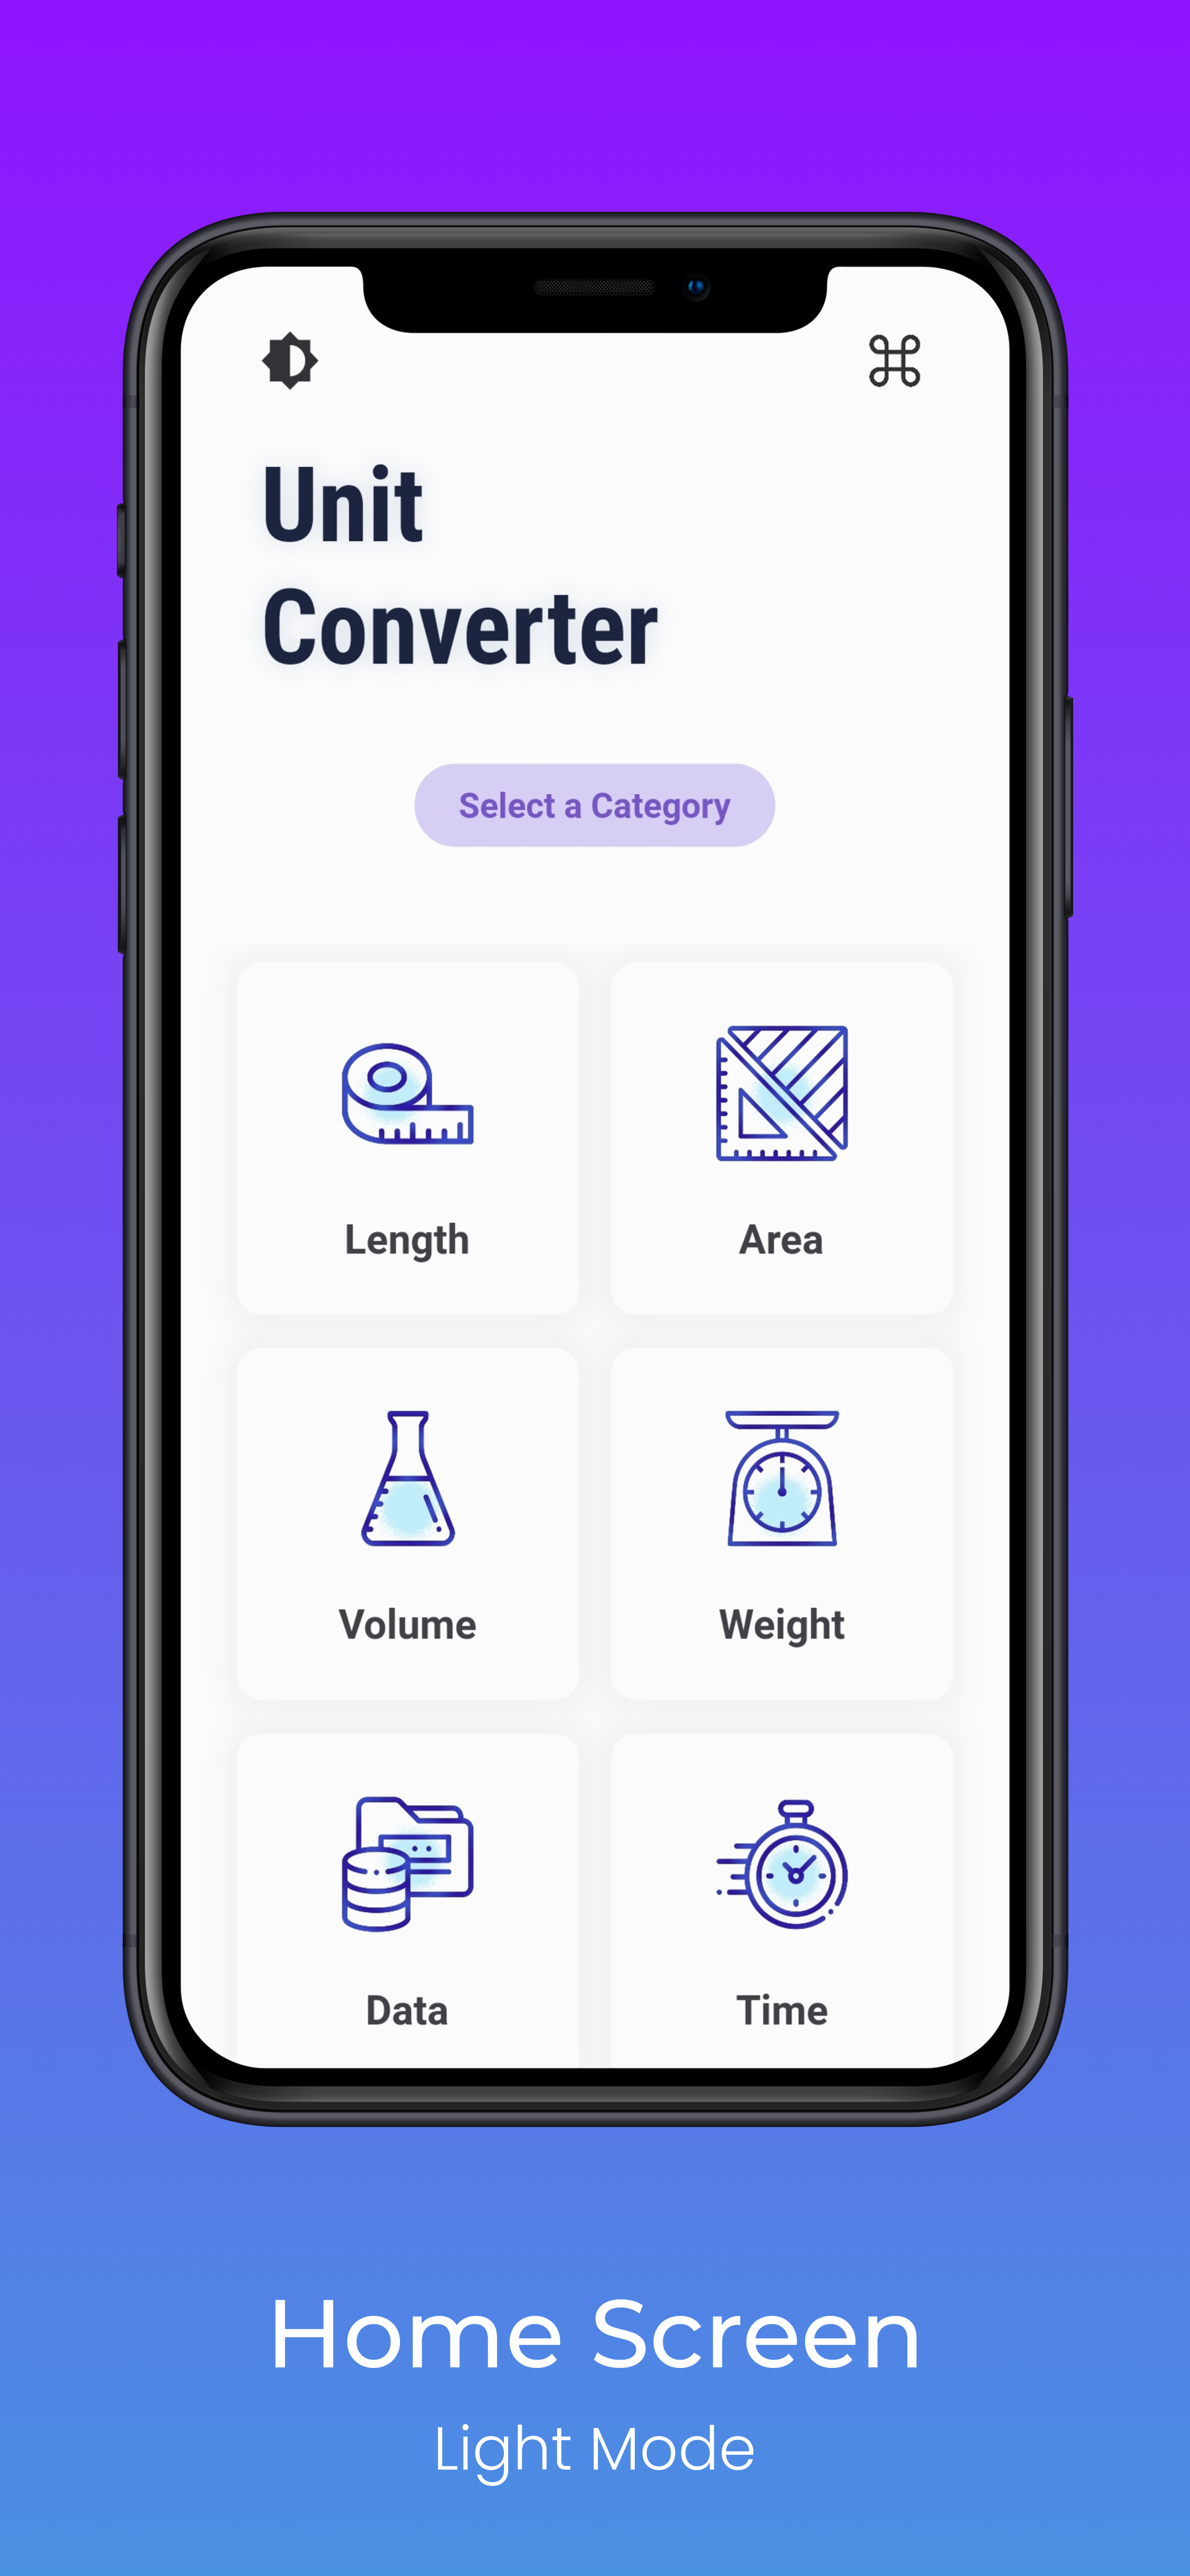 Unit
Converter
Select a Category
Length
Area
Volume
Weight
Data
Time
Home Screen
Light Mode